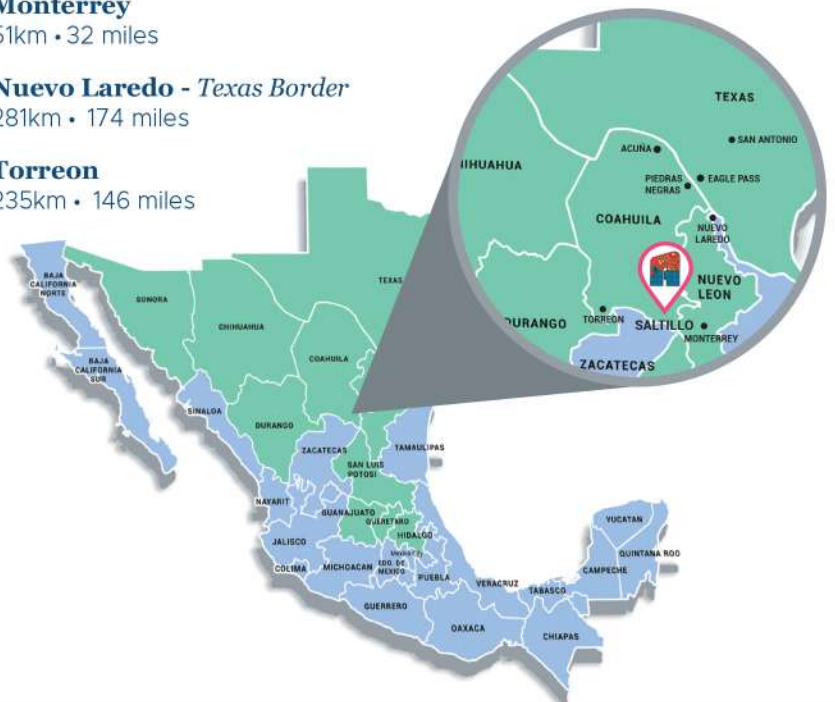 Monterrey
51km • 32 miles
Nuevo Laredo - Texas Border
281km • 174 miles
Torreon
235km • 146 miles
TEXAS
SAN ANTONIO
ACUÑA
IHUAHUA
PIEDRAS
NEGRAS
EAGLE PASS
COAHUILA
NUEVO
LAREDO
NUEVO
LEON
DURANGO
TORREON
SALTILLO
MONTERREY
ZACATECAS
BAJA
CALIFORNIA
NORTE
SONORA
TEXAS
CHIHUAHUA
COAHUILA
BAJA
CALIFORNIA
SUR
SINALOA
DURANGO
ZACATECAS
TAMAULIPAS
SAN LUIS
POTOSI
NAYARIT
GUANAJUATO
QUERETARO
HIDALGO
JALISCO
Mexico City
COLIMA
MICHOACAN
EDO. DE
MEXICO
PUEBLA
VERACRUZ
TABASCO
CAMPECHE
YUCATAN
QUINTANA ROO
GUERRERO
OAXACA
CHIAPAS